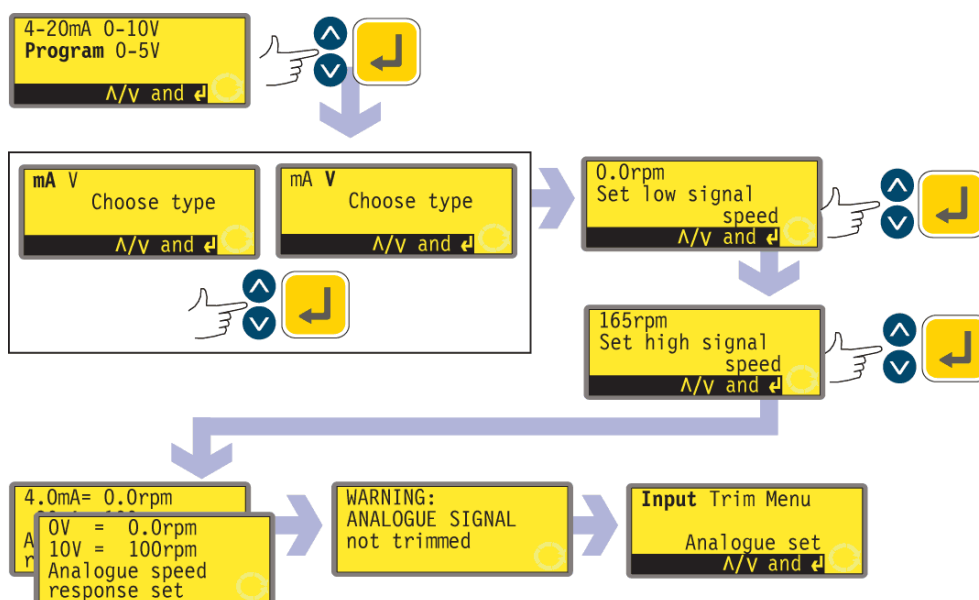 4-20mA 0-10V
Program 0-5V
∧/∨ and ↲
mA V
Choose type
∧/∨ and ↲
mA V
Choose type
∧/∨ and ↲
0.0rpm
Set low signal
speed
∧/∨ and ↲
165rpm
Set high signal
speed
∧/∨ and ↲
4.0mA= 0.0rpm
0V = 0.0rpm
10V = 100rpm
Analogue speed
response set
WARNING:
ANALOGUE SIGNAL
not trimmed
Input Trim Menu
Analogue set
∧/∨ and ↲